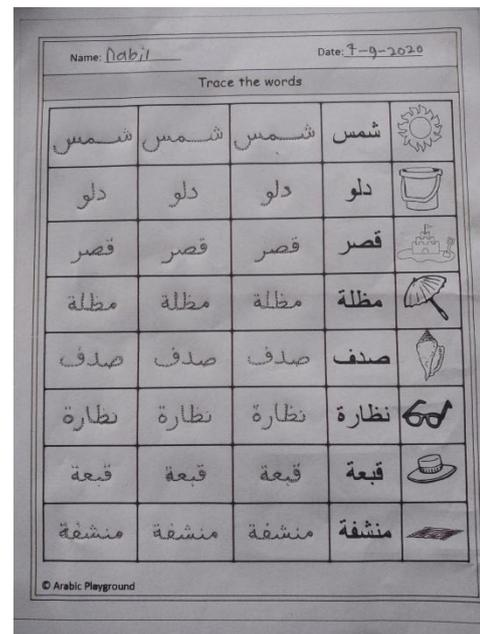 Name: Nabil Date: 7-9-2020
Trace the words
شمس شمس شمس شمس
دلو دلو دلو دلو
قصر قصر قصر قصر
مظلة مظلة مظلة مظلة
صدف صدف صدف صدف
نظارة نظارة نظارة نظارة
قبعة قبعة قبعة قبعة
منشفة منشفة منشفة منشفة
© Arabic Playground